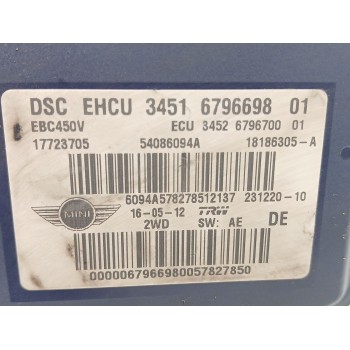 DSC EHCU 3451 6796698 01
EBC450V ECU 3452 6796700 01
17723705 54086094A 18186305-A
6094A578278512137 231220-10
MINI 16-05-12 TRW DE
2WD SW: AE
0000067966980057827850